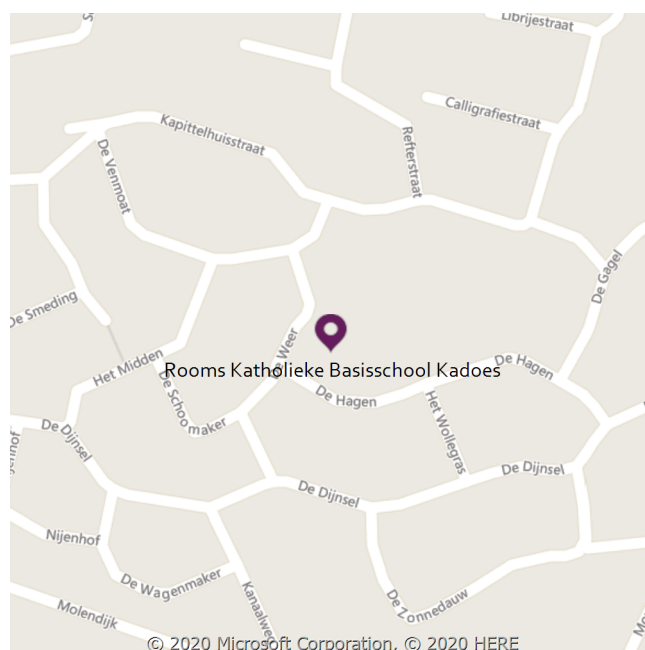 Librijestraat
Calligrafiestraat
Kapittelhuisstraat
Refterstraat
De Venmoat
De Gagel
De Smeding
De Weer
Het Midden
De Hagen
Rooms Katholieke Basisschool Kadoes
De Schoolmaker
De Hagen
Het Wollegras
De Dijnsel
De Dijnsel
De Dijnsel
Nijenhof
De Wagenmaker
De Zonnedauw
Kanaalweg
Molendijk
© 2020 Microsoft Corporation, © 2020 HERE